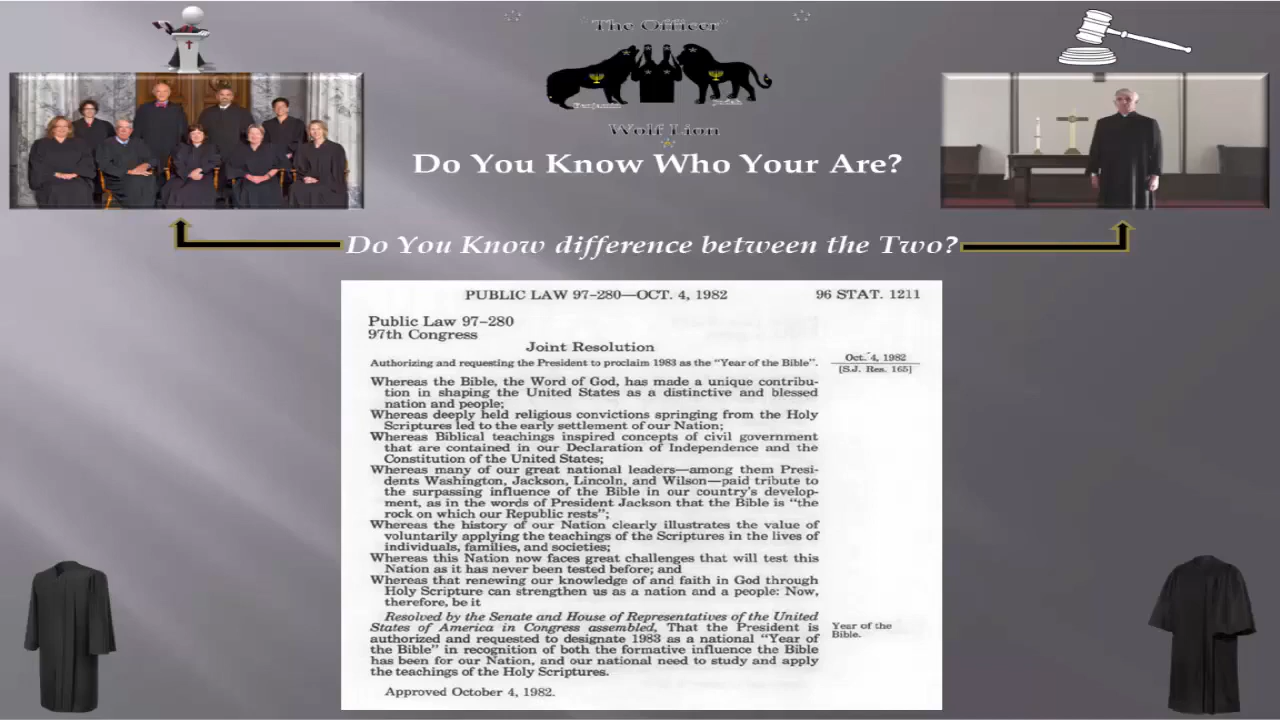 "The Officer"
Benjamin
Judah
Wolf Lion
Do You Know Who Your Are?
Do You Know difference between the Two?
PUBLIC LAW 97-280—OCT. 4, 1982
96 STAT. 1211
Public Law 97-280
97th Congress
Joint Resolution
Authorizing and requesting the President to proclaim 1983 as the "Year of the Bible".
Oct. 4, 1982
[S.J. Res. 165]
Whereas the Bible, the Word of God, has made a unique contribu-
tion in shaping the United States as a distinctive and blessed
nation and people;
Whereas deeply held religious convictions springing from the Holy
Scriptures led to the early settlement of our Nation;
Whereas Biblical teachings inspired concepts of civil government
that are contained in our Declaration of Independence and the
Constitution of the United States;
Whereas many of our great national leaders—among them Presi-
dents Washington, Jackson, Lincoln, and Wilson—paid tribute to
the surpassing influence of the Bible in our country's develop-
ment, as in the words of President Jackson that the Bible is "the
rock on which our Republic rests";
Whereas the history of our Nation clearly illustrates the value of
voluntarily applying the teachings of the Scriptures in the lives of
individuals, families, and societies;
Whereas this Nation now faces great challenges that will test this
Nation as it has never been tested before; and
Whereas that renewing our knowledge of and faith in God through
Holy Scripture can strengthen us as a nation and a people: Now,
therefore, be it
Resolved by the Senate and House of Representatives of the United
States of America in Congress assembled, That the President is
authorized and requested to designate 1983 as a national "Year of
the Bible" in recognition of both the formative influence the Bible
has been for our Nation, and our national need to study and apply
the teachings of the Holy Scriptures.
Year of the
Bible.
Approved October 4, 1982.